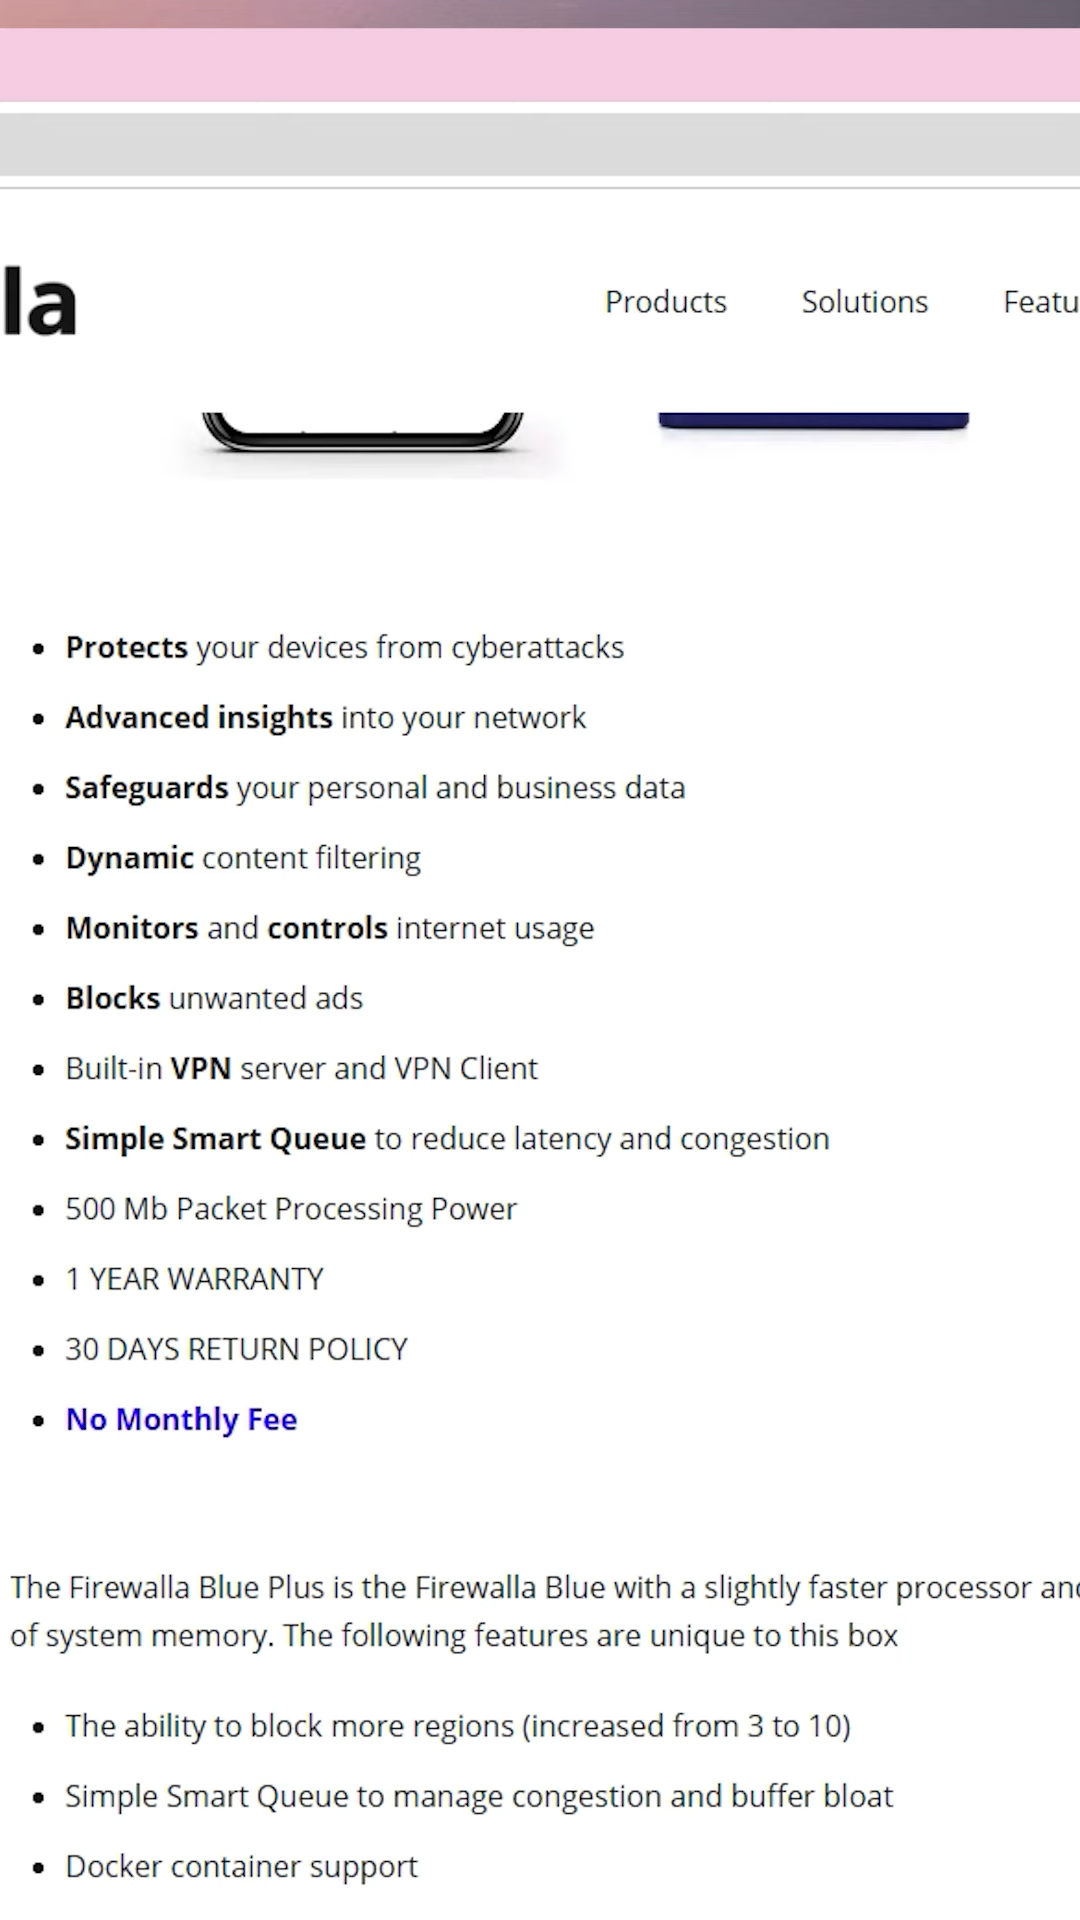 la
Products Solutions Featu
Protects your devices from cyberattacks
Advanced insights into your network
Safeguards your personal and business data
Dynamic content filtering
Monitors and controls internet usage
Blocks unwanted ads
Built-in VPN server and VPN Client
Simple Smart Queue to reduce latency and congestion
500 Mb Packet Processing Power
1 YEAR WARRANTY
30 DAYS RETURN POLICY
No Monthly Fee
The Firewalla Blue Plus is the Firewalla Blue with a slightly faster processor and
of system memory. The following features are unique to this box
The ability to block more regions (increased from 3 to 10)
Simple Smart Queue to manage congestion and buffer bloat
Docker container support